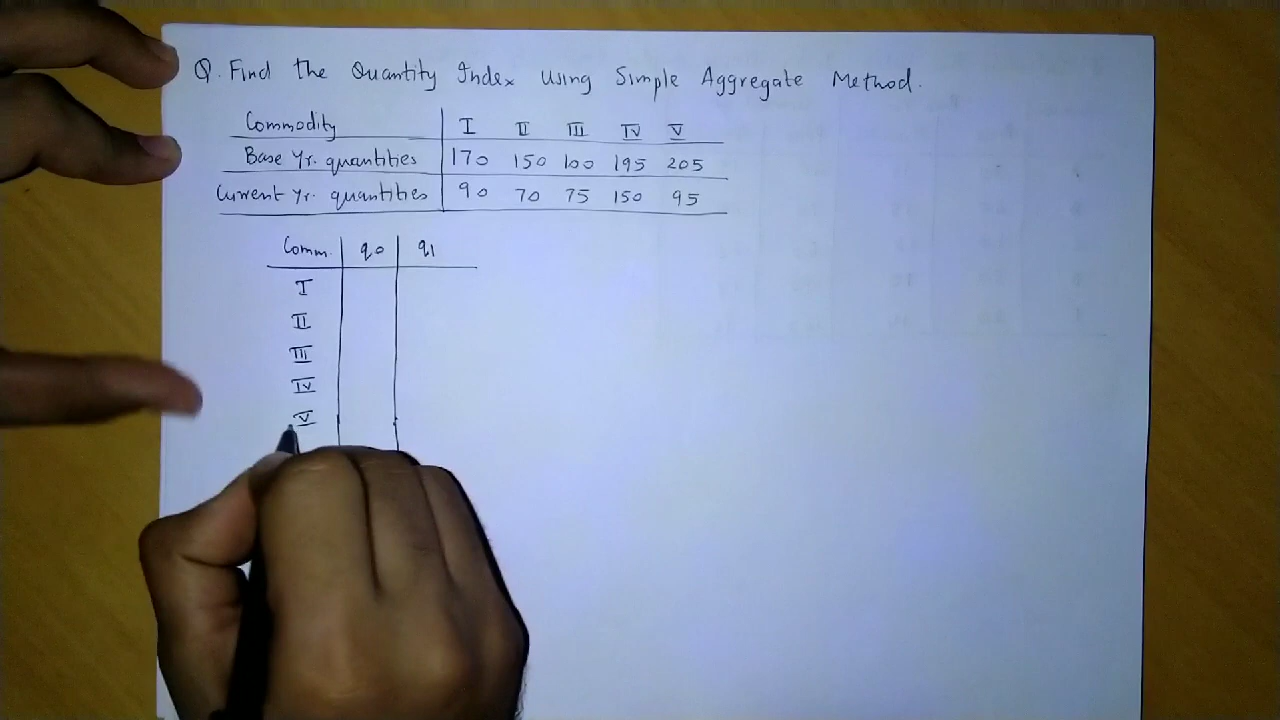 Q. Find the Quantity Index using Simple Aggregate Method.
Commodity I II III IV V
Base Yr. quantities 170 150 100 195 205
Current Yr. quantities 90 70 75 150 95
Comm. q0 q1
I
II
III
IV
V